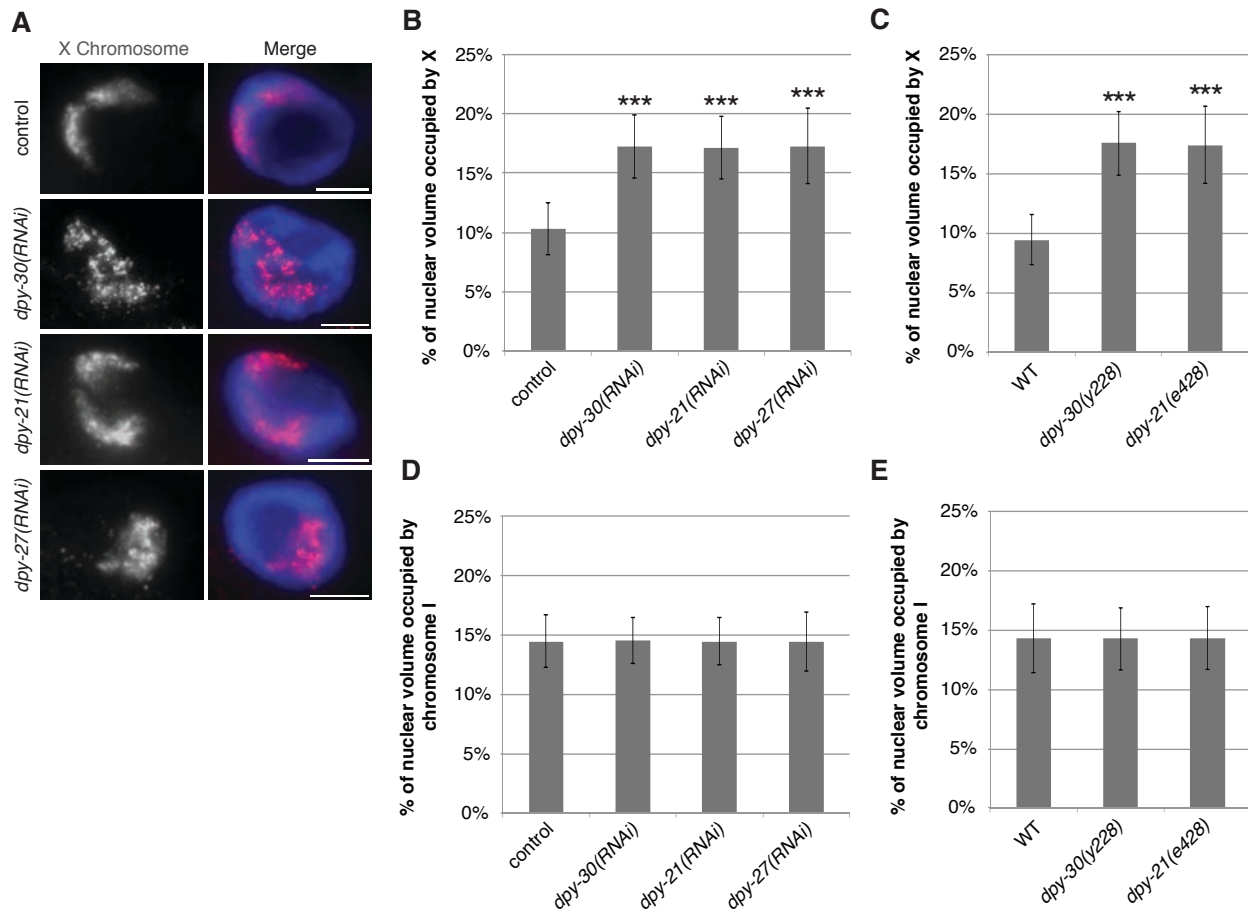 A
X Chromosome
Merge
control
dpy-30(RNAi)
dpy-21(RNAi)
dpy-27(RNAi)
B
% of nuclear volume occupied by X
25%
20%
15%
10%
5%
0%
***
***
***
control
dpy-30(RNAi)
dpy-21(RNAi)
dpy-27(RNAi)
C
% of nuclear volume occupied by X
25%
20%
15%
10%
5%
0%
***
***
WT
dpy-30(y228)
dpy-21(e428)
D
% of nuclear volume occupied by
chromosome I
25%
20%
15%
10%
5%
0%
control
dpy-30(RNAi)
dpy-21(RNAi)
dpy-27(RNAi)
E
% of nuclear volume occupied by
chromosome I
25%
20%
15%
10%
5%
0%
WT
dpy-30(y228)
dpy-21(e428)